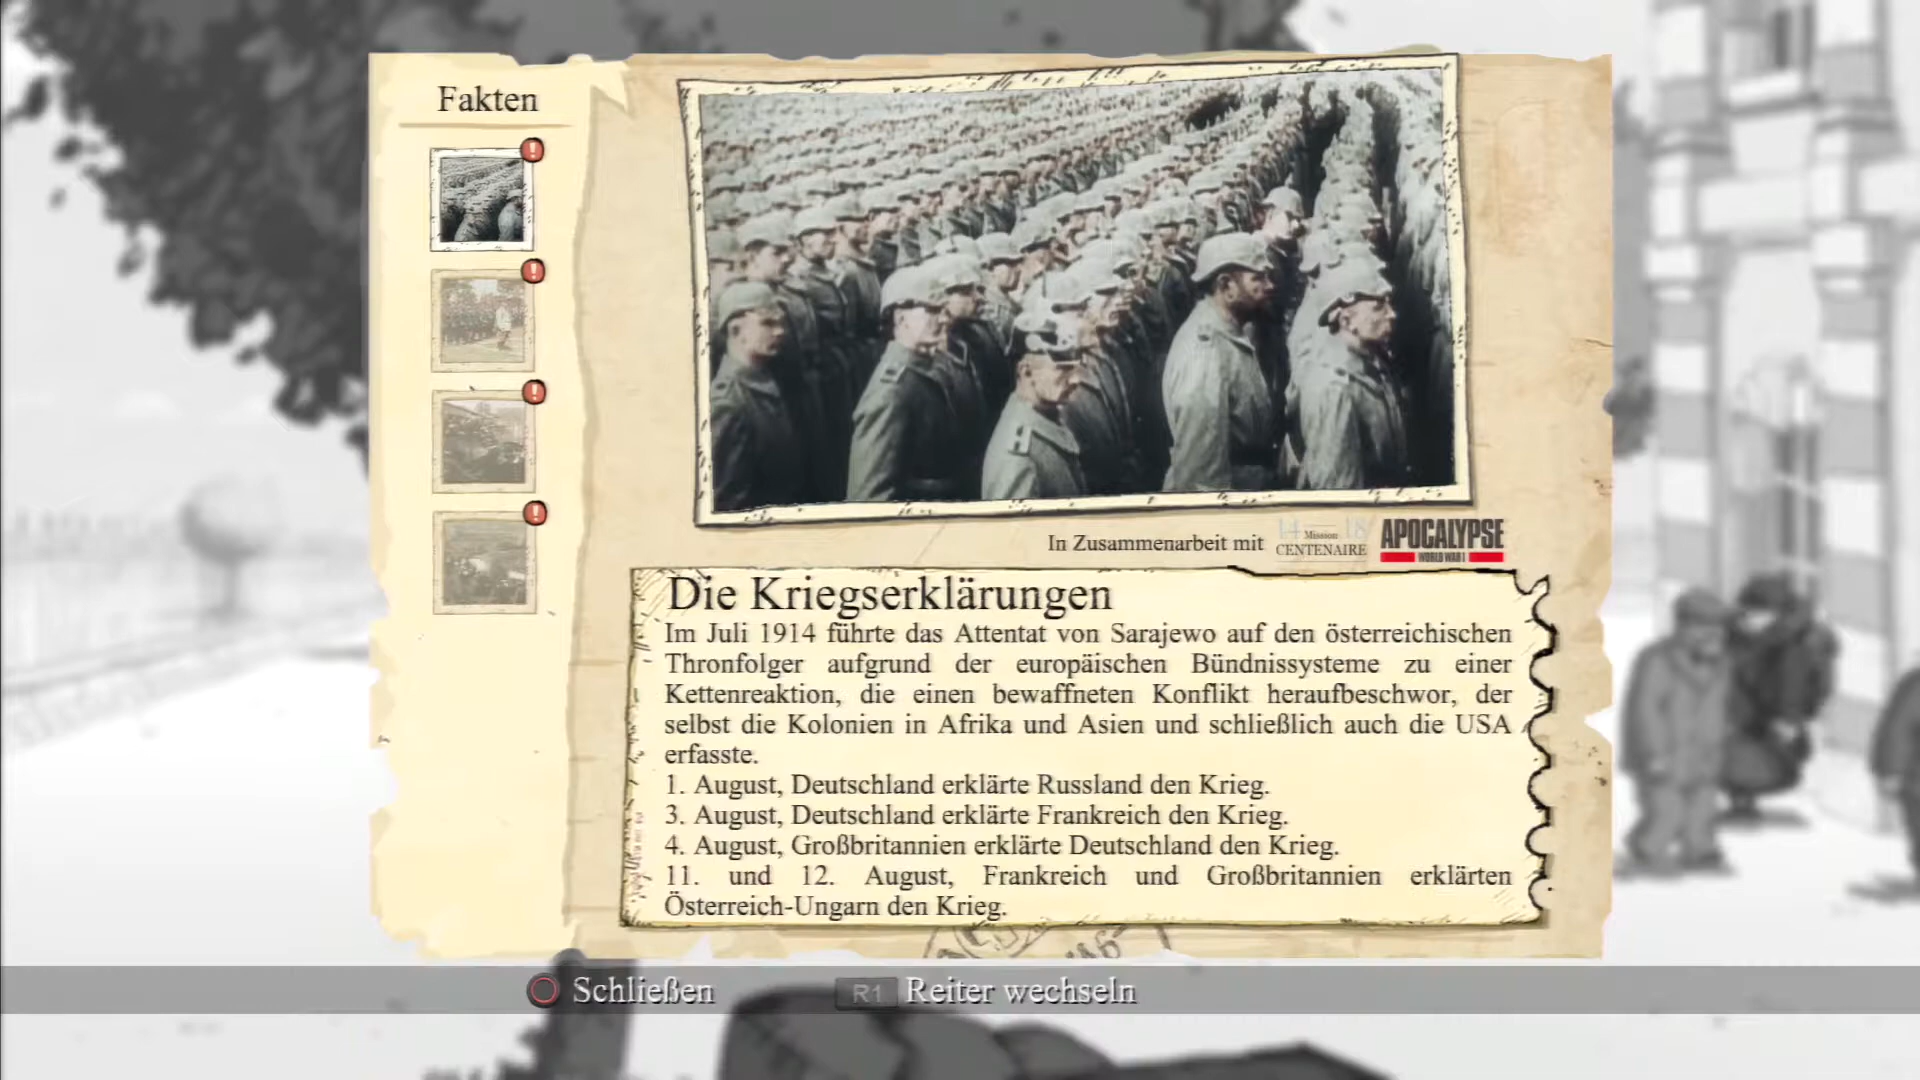 Fakten
In Zusammenarbeit mit
14 Mission 18
CENTENAIRE
APOCALYPSE
WORLD WAR I
Die Kriegserklärungen
Im Juli 1914 führte das Attentat von Sarajewo auf den österreichischen
Thronfolger aufgrund der europäischen Bündnissysteme zu einer
Kettenreaktion, die einen bewaffneten Konflikt heraufbeschwor, der
selbst die Kolonien in Afrika und Asien und schließlich auch die USA
erfasste.
1. August, Deutschland erklärte Russland den Krieg.
3. August, Deutschland erklärte Frankreich den Krieg.
4. August, Großbritannien erklärte Deutschland den Krieg.
11. und 12. August, Frankreich und Großbritannien erklärten
Österreich-Ungarn den Krieg.
Schließen
R1 Reiter wechseln